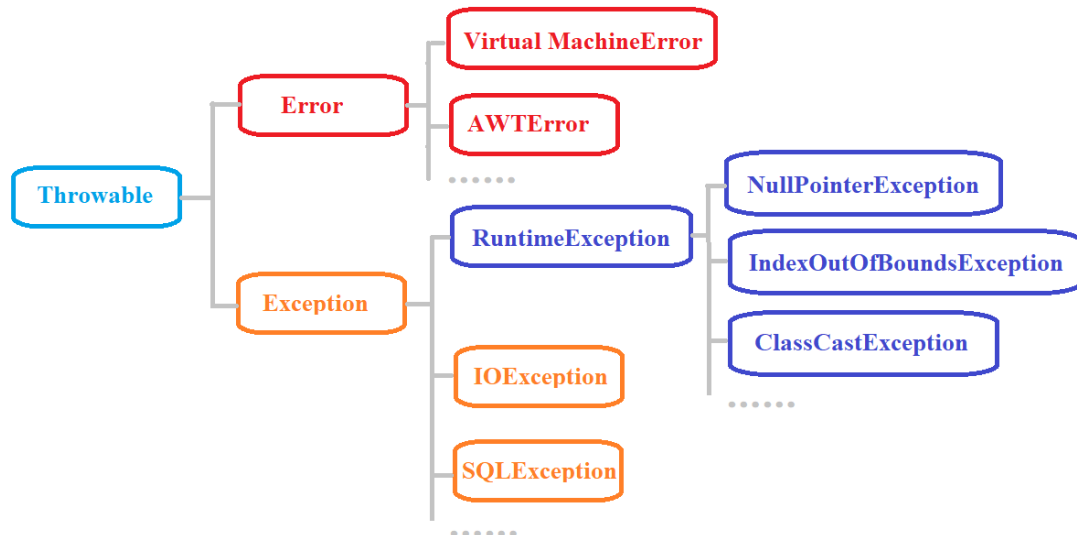 Virtual MachineError
Error
AWTError
......
Throwable
NullPointerException
RuntimeException
IndexOutOfBoundsException
Exception
ClassCastException
IOException
......
SQLException
......